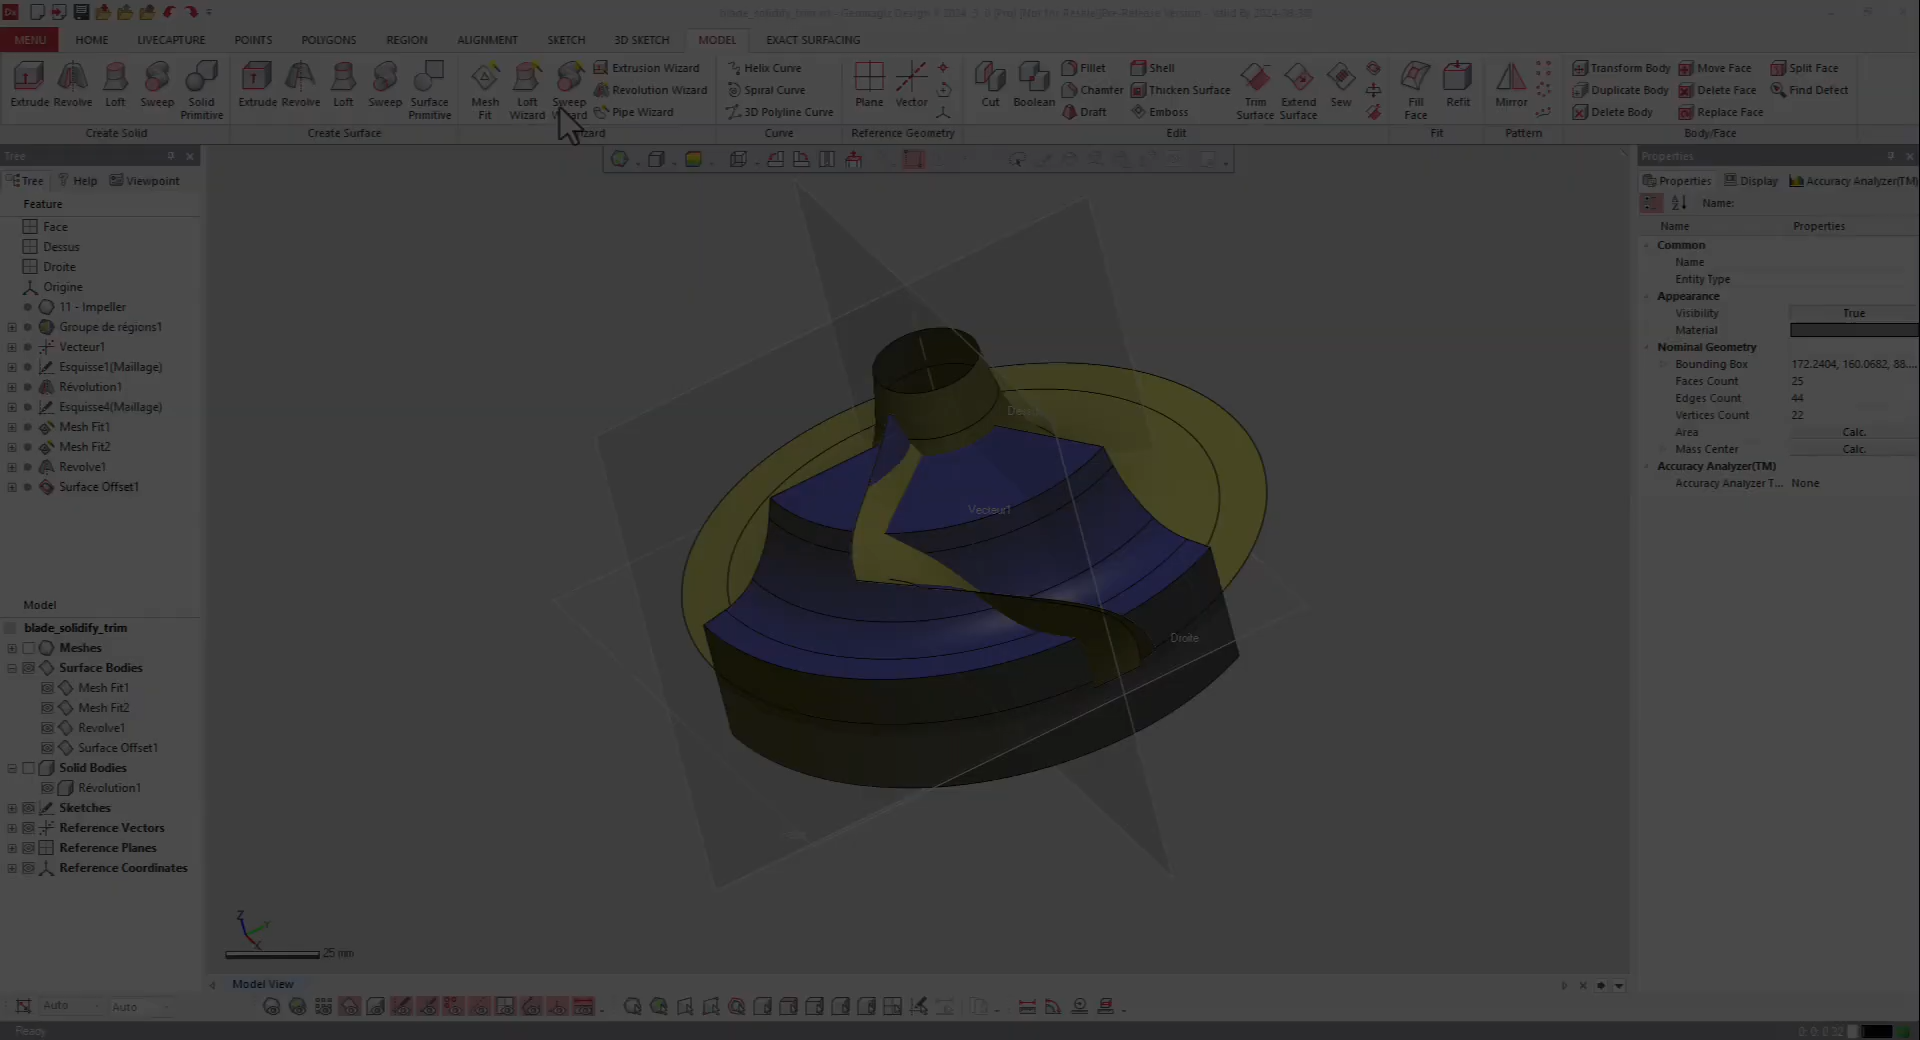 MENU HOME LIVECAPTURE POINTS POLYGONS REGION ALIGNMENT SKETCH 3D SKETCH MODEL EXACT SURFACING
Extrude Revolve Loft Sweep Solid Primitive
Create Solid
Extrude Revolve Loft Sweep Surface Primitive
Create Surface
Mesh Fit Loft Wizard Sweep
Extrusion Wizard
Revolution Wizard
Pipe Wizard
Helix Curve
Spiral Curve
3D Polyline Curve
Curve
Plane Vector
Reference Geometry
Cut Boolean
Fillet
Chamfer
Draft
Shell
Thicken Surface
Emboss
Trim Surface Extend Surface Sew
Edit
Fill Face Refit
Fit
Mirror
Pattern
Transform Body
Duplicate Body
Delete Body
Move Face
Delete Face
Replace Face
Split Face
Find Defect
Body/Face
Tree
Tree Help Viewpoint
Feature
Face
Dessus
Droite
Origine
11 - Impeller
Groupe de régions1
Vecteur1
Esquisse1(Maillage)
Révolution1
Esquisse4(Maillage)
Mesh Fit1
Mesh Fit2
Revolve1
Surface Offset1
Model
blade_solidify_trim
Meshes
Surface Bodies
Mesh Fit1
Mesh Fit2
Revolve1
Surface Offset1
Solid Bodies
Révolution1
Sketches
Reference Vectors
Reference Planes
Reference Coordinates
Vecteur1
Droite
Z
Y
X
25 mm
Model View
Auto
Auto
Ready
Properties
Properties Display Accuracy Analyzer(TM)
Name:
Name Properties
Common
Name
Entity Type
Appearance
Visibility True
Material
Nominal Geometry
Bounding Box 172.2404, 160.0682, 88....
Faces Count 25
Edges Count 44
Vertices Count 22
Area Calc.
Mass Center Calc.
Accuracy Analyzer(TM)
Accuracy Analyzer T... None